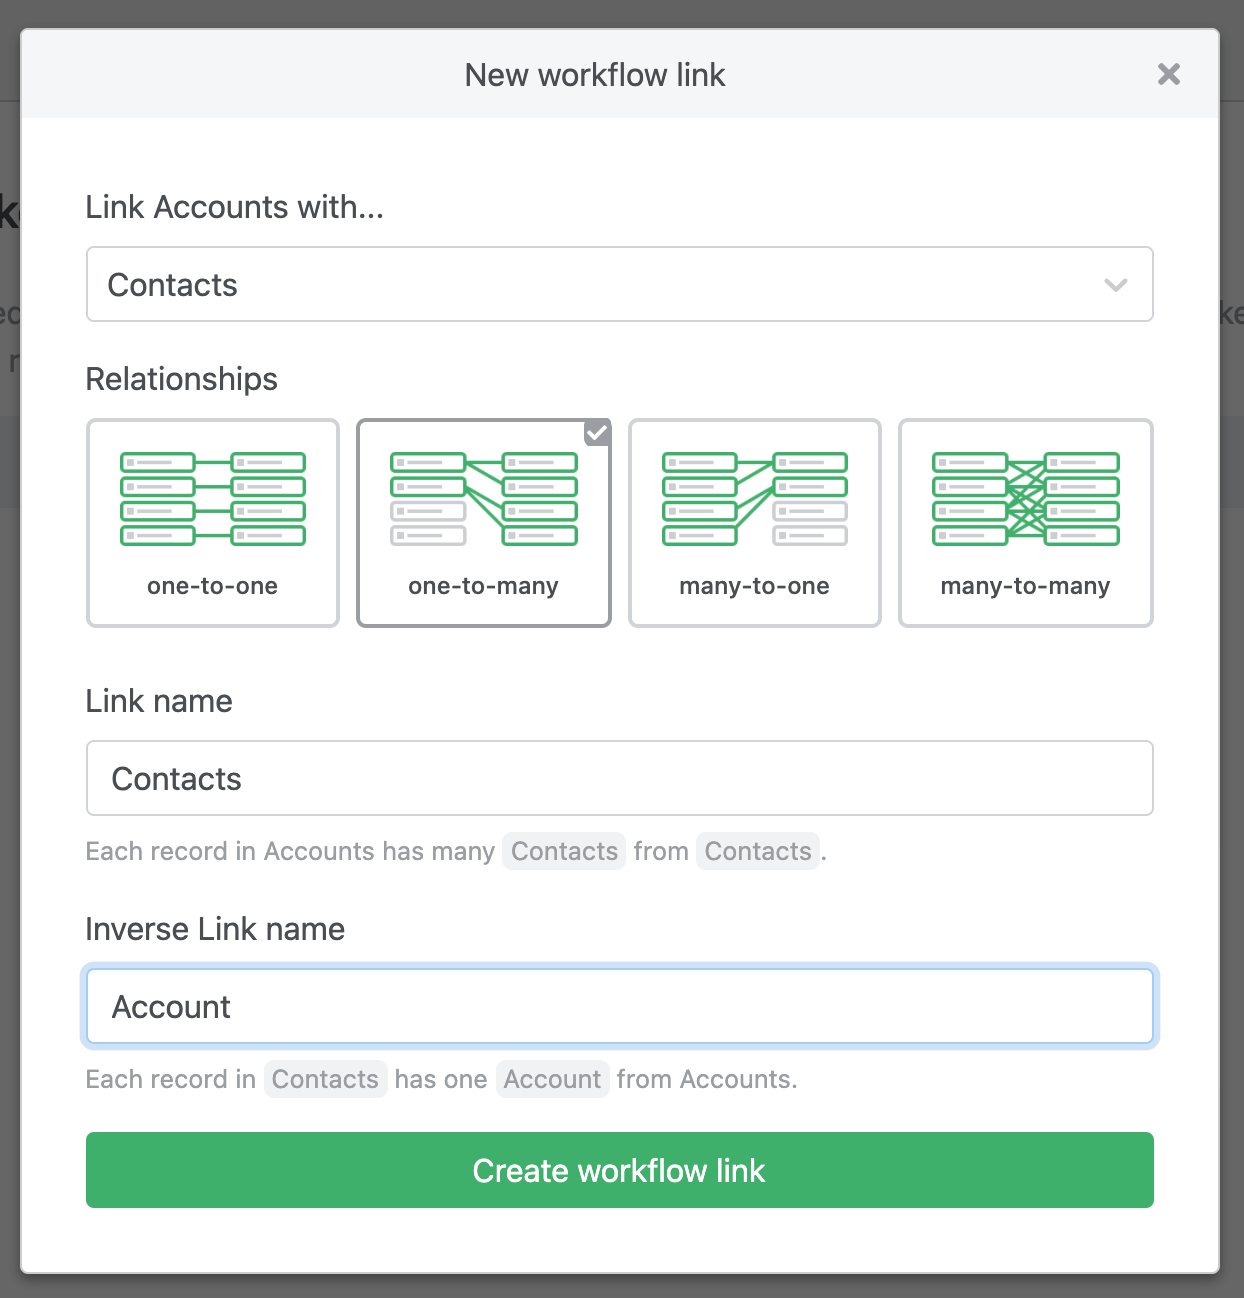 New workflow link
Link Accounts with...
Contacts
Relationships
one-to-one
one-to-many
many-to-one
many-to-many
Link name
Contacts
Each record in Accounts has many Contacts from Contacts.
Inverse Link name
Account
Each record in Contacts has one Account from Accounts.
Create workflow link